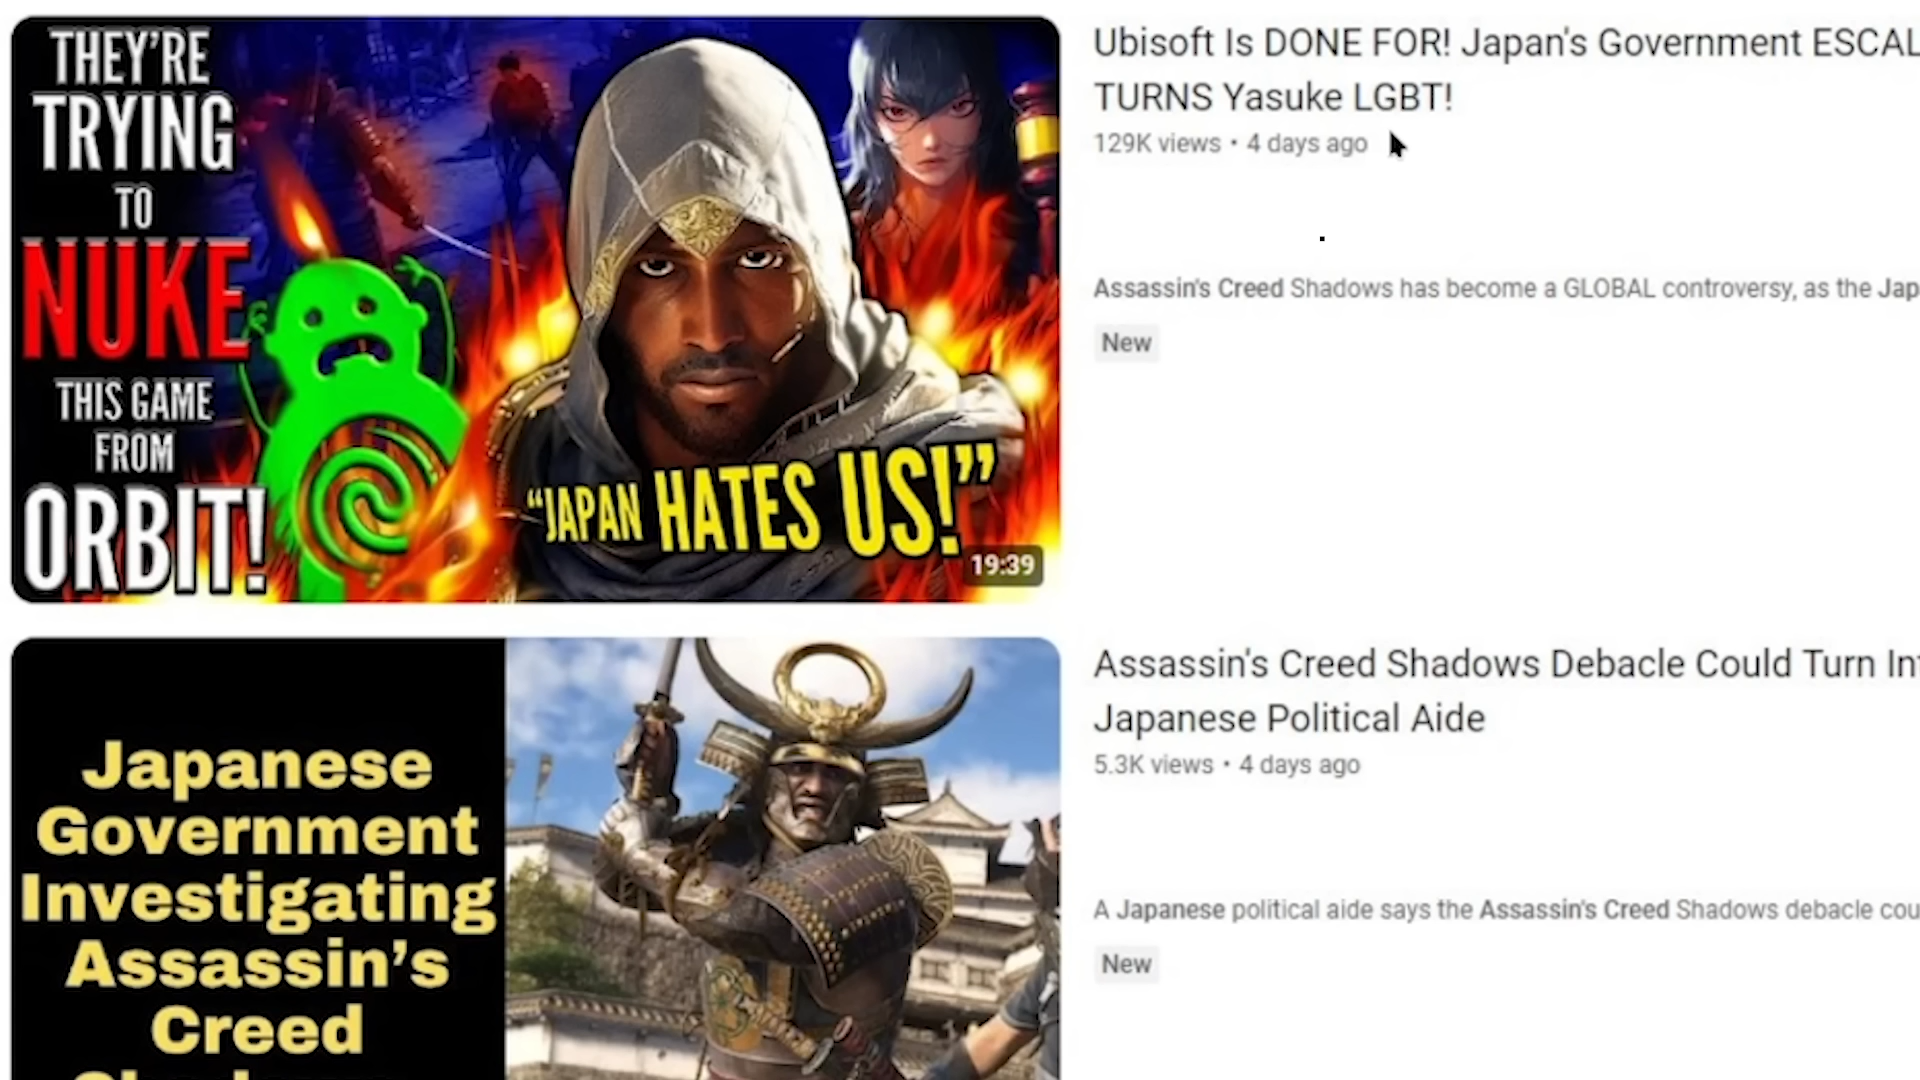 THEY'RE
TRYING
TO
NUKE
THIS GAME
FROM
ORBIT!
"JAPAN HATES US!"
19:39
Ubisoft Is DONE FOR! Japan's Government ESCAL
TURNS Yasuke LGBT!
129K views • 4 days ago
Assassin's Creed Shadows has become a GLOBAL controversy, as the Jap
New
Japanese
Government
Investigating
Assassin's
Creed
Assassin's Creed Shadows Debacle Could Turn Int
Japanese Political Aide
5.3K views • 4 days ago
A Japanese political aide says the Assassin's Creed Shadows debacle cou
New